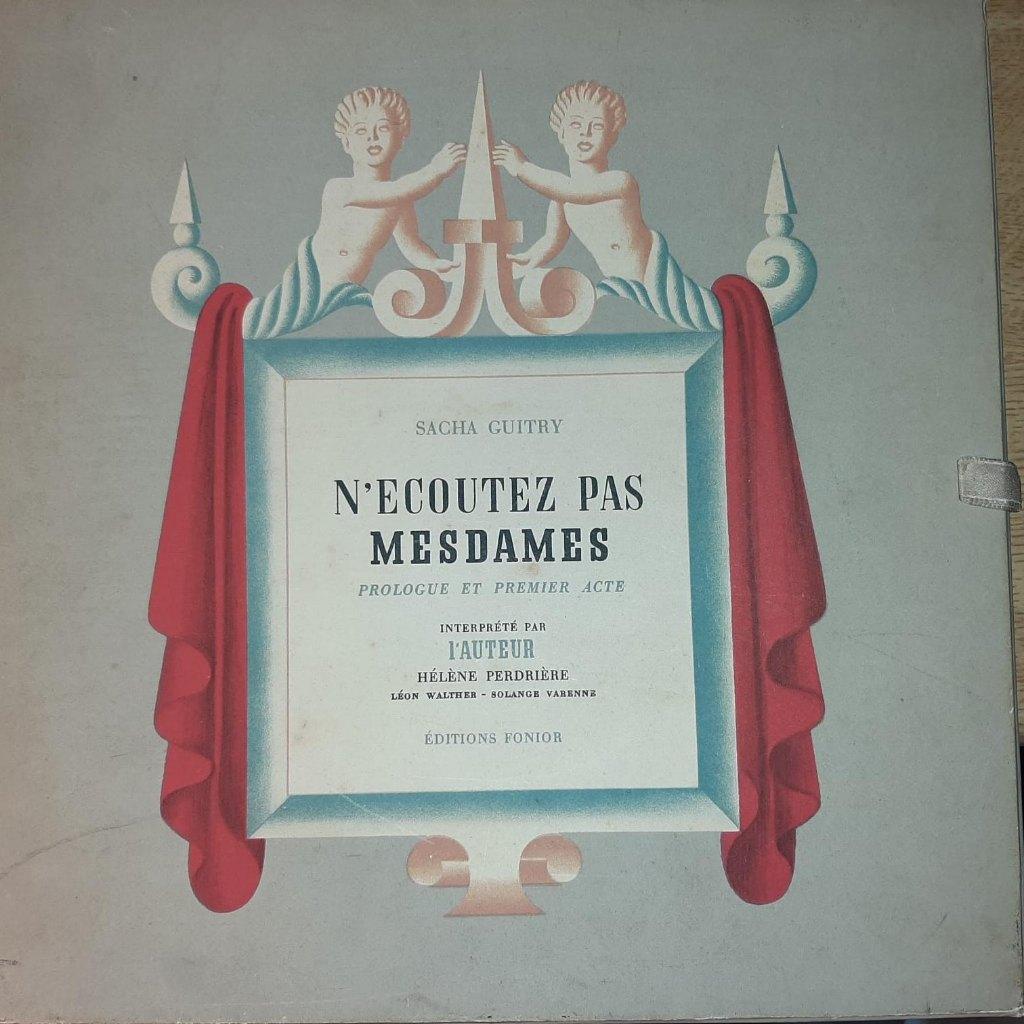 SACHA GUITRY
N'ECOUTEZ PAS
MESDAMES
PROLOGUE ET PREMIER ACTE
INTERPRÉTÉ PAR
l'AUTEUR
HÉLÈNE PERDRIÈRE
LÉON WALTHER - SOLANGE VARENNE
ÉDITIONS FONIOR